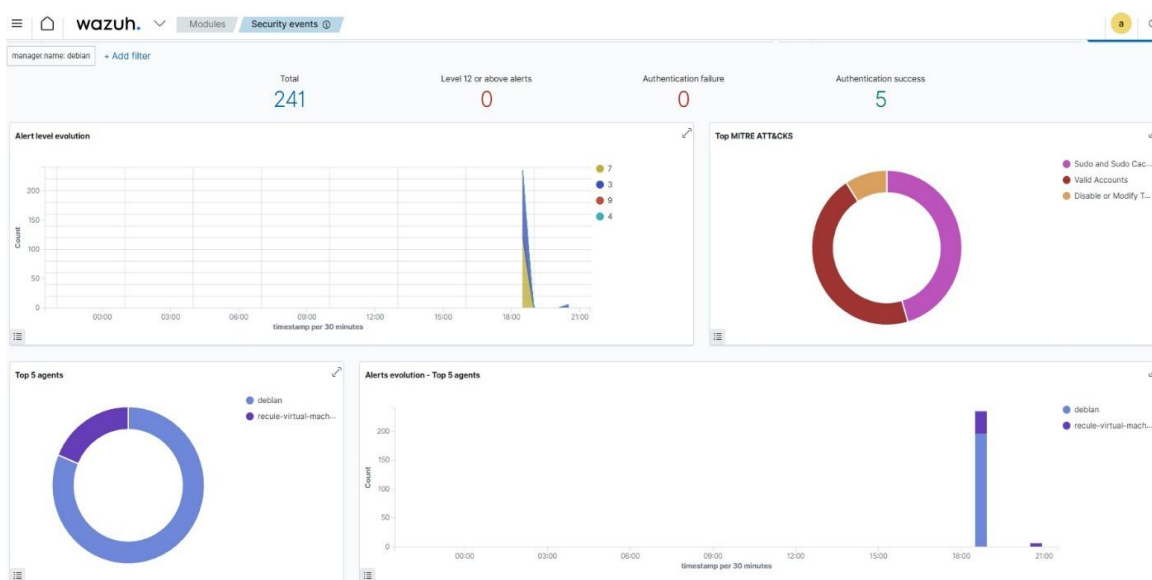 wazuh. Modules Security events
a
manager.name: debian + Add filter
Total
241
Level 12 or above alerts
0
Authentication failure
0
Authentication success
5
Alert level evolution
Count
200
150
100
50
0
00:00 03:00 06:00 09:00 12:00 15:00 18:00 21:00
timestamp per 30 minutes
7
3
9
4
Top MITRE ATT&CKS
Sudo and Sudo Cac...
Valid Accounts
Disable or Modify T...
Top 5 agents
debian
recule-virtual-mach...
Alerts evolution - Top 5 agents
Count
200
150
100
50
0
00:00 03:00 06:00 09:00 12:00 15:00 18:00 21:00
timestamp per 30 minutes
debian
recule-virtual-mach...